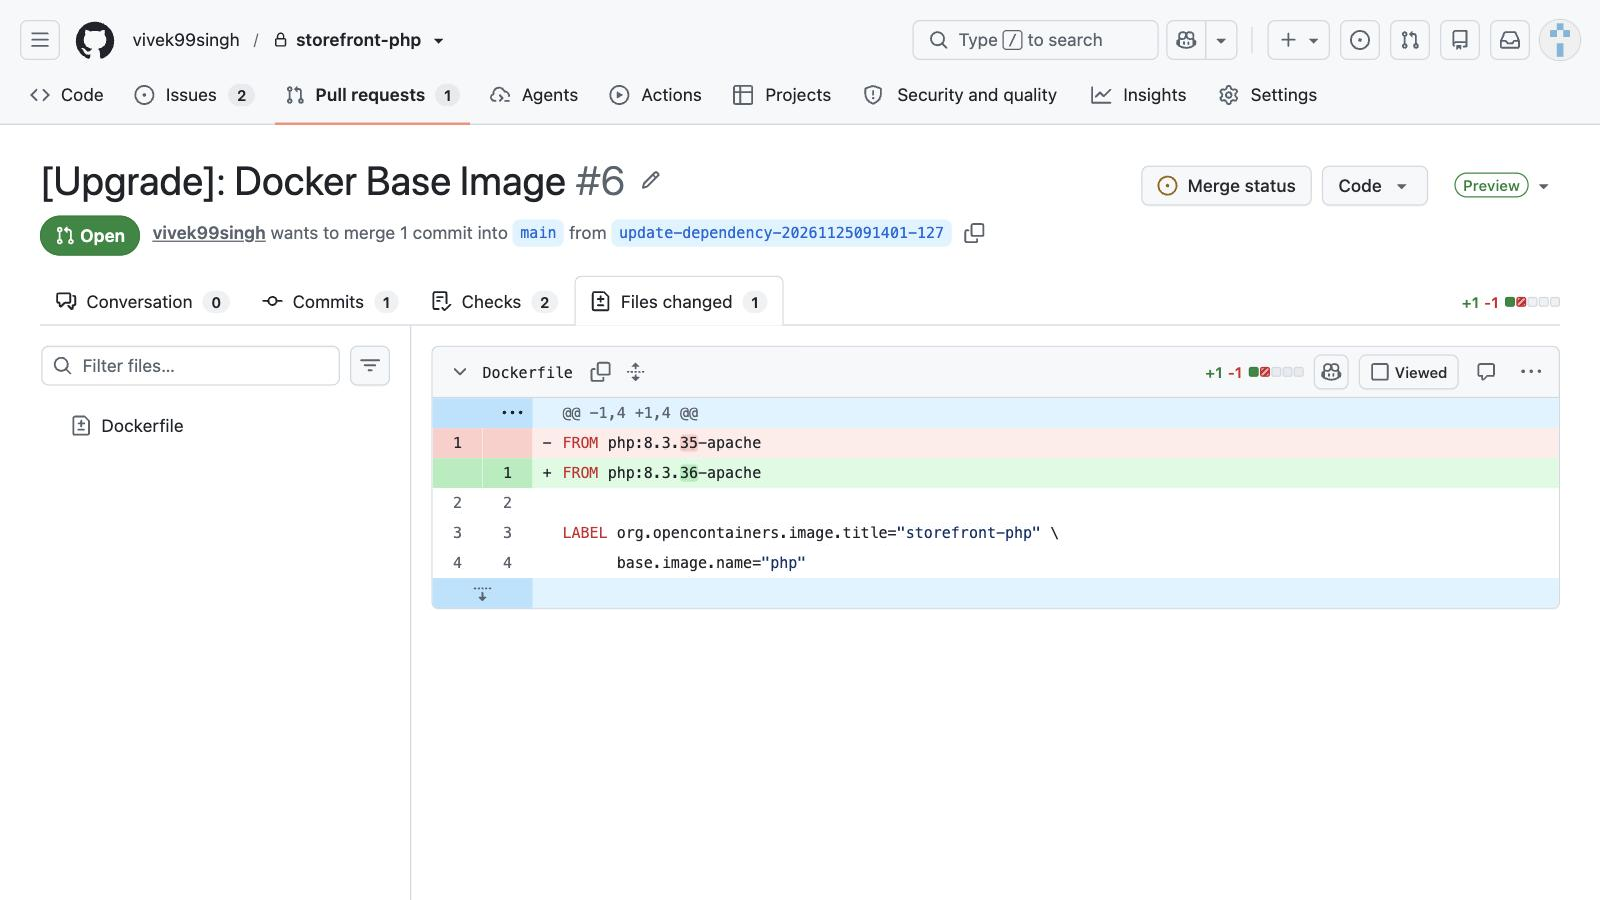 vivek99singh / storefront-php
Type / to search
Code
Issues 2
Pull requests 1
Agents
Actions
Projects
Security and quality
Insights
Settings
[Upgrade]: Docker Base Image #6
Merge status
Code
Preview
Open
vivek99singh wants to merge 1 commit into main from update-dependency-20261125091401-127
Conversation 0
Commits 1
Checks 2
Files changed 1
+1 -1
Filter files...
Dockerfile
Dockerfile
+1 -1
Viewed
@@ -1,4 +1,4 @@
1 - FROM php:8.3.35-apache
1 + FROM php:8.3.36-apache
2 2
3 3 LABEL org.opencontainers.image.title="storefront-php" \
4 4 base.image.name="php"